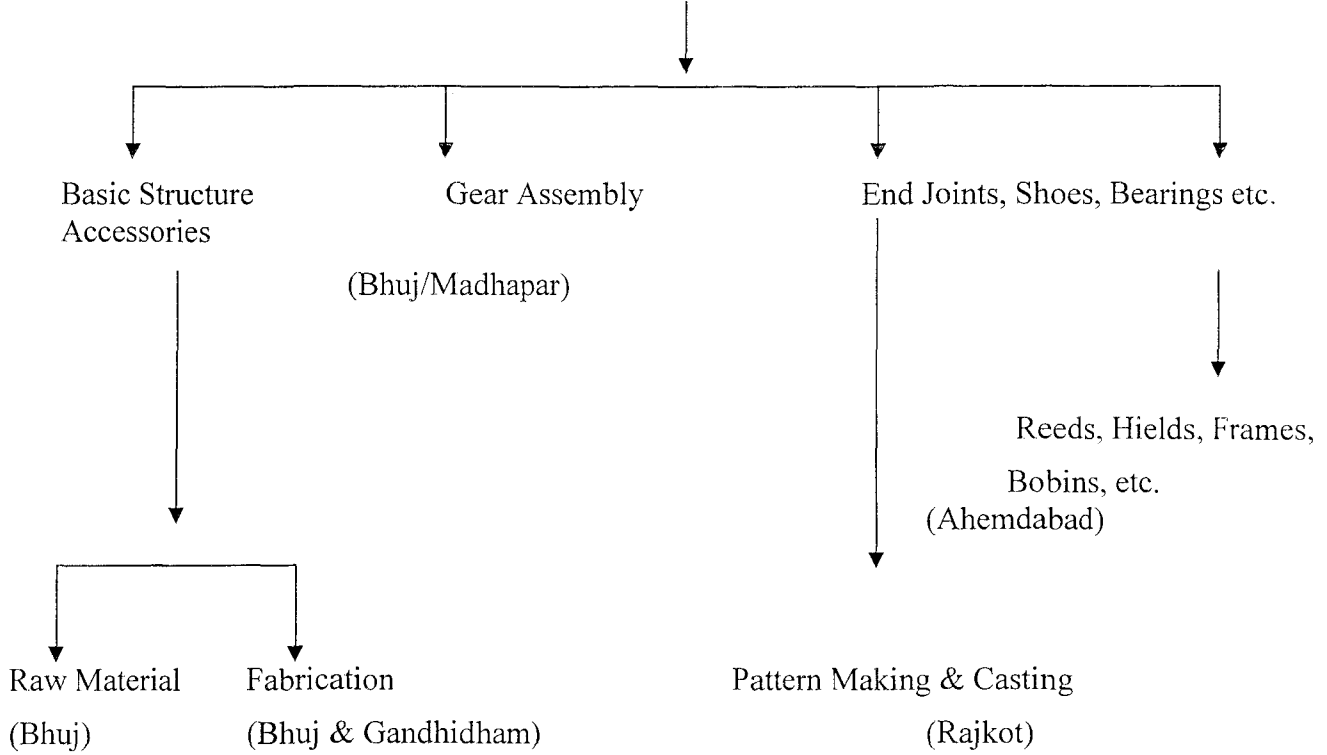 Basic Structure
Accessories
Gear Assembly
(Bhuj/Madhapar)
End Joints, Shoes, Bearings etc.
Reeds, Hields, Frames,
Bobins, etc.
(Ahemdabad)
Raw Material
(Bhuj)
Fabrication
(Bhuj & Gandhidham)
Pattern Making & Casting
(Rajkot)